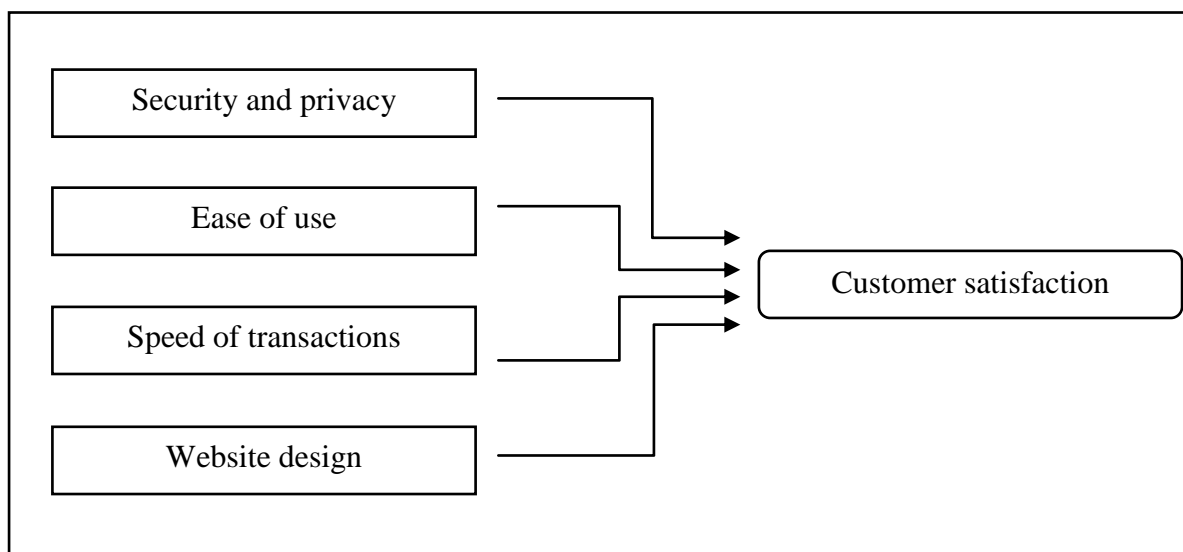 Security and privacy
Ease of use
Speed of transactions
Website design
Customer satisfaction